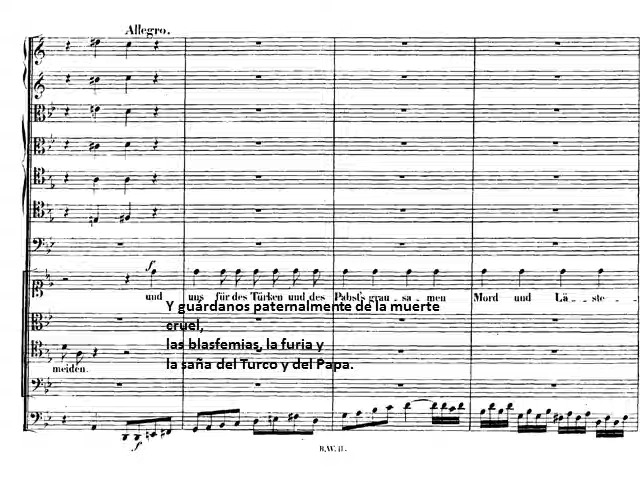 Allegro.
f
und uns für des Türken und des Pabst's grau - sa - men Mord und Lä - ste -
Y guárdanos paternalmente de la muerte
cruel,
las blasfemias, la furia y
la saña del Turco y del Papa.
meiden.
f
B.W. II.